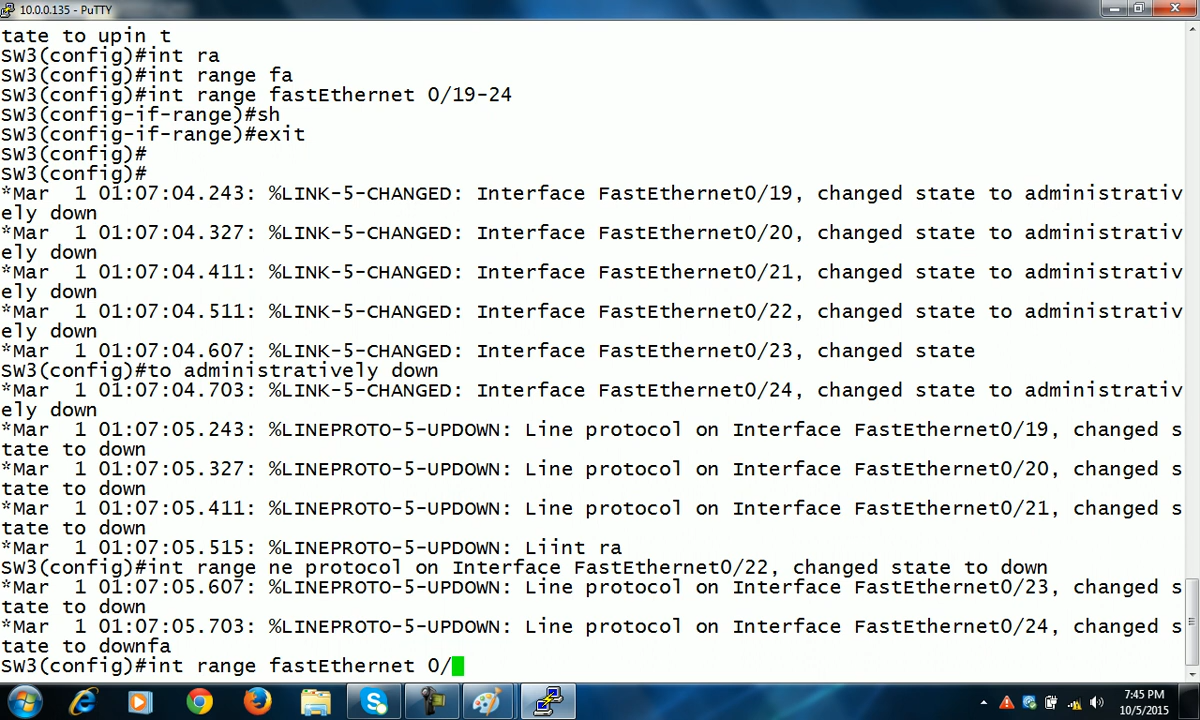 10.0.0.135 - PuTTY
tate to upin t
SW3(config)#int ra
SW3(config)#int range fa
SW3(config)#int range fastEthernet 0/19-24
SW3(config-if-range)#sh
SW3(config-if-range)#exit
SW3(config)#
SW3(config)#
*Mar  1 01:07:04.243: %LINK-5-CHANGED: Interface FastEthernet0/19, changed state to administrativ
ely down
*Mar  1 01:07:04.327: %LINK-5-CHANGED: Interface FastEthernet0/20, changed state to administrativ
ely down
*Mar  1 01:07:04.411: %LINK-5-CHANGED: Interface FastEthernet0/21, changed state to administrativ
ely down
*Mar  1 01:07:04.511: %LINK-5-CHANGED: Interface FastEthernet0/22, changed state to administrativ
ely down
*Mar  1 01:07:04.607: %LINK-5-CHANGED: Interface FastEthernet0/23, changed state
SW3(config)#to administratively down
*Mar  1 01:07:04.703: %LINK-5-CHANGED: Interface FastEthernet0/24, changed state to administrativ
ely down
*Mar  1 01:07:05.243: %LINEPROTO-5-UPDOWN: Line protocol on Interface FastEthernet0/19, changed s
tate to down
*Mar  1 01:07:05.327: %LINEPROTO-5-UPDOWN: Line protocol on Interface FastEthernet0/20, changed s
tate to down
*Mar  1 01:07:05.411: %LINEPROTO-5-UPDOWN: Line protocol on Interface FastEthernet0/21, changed s
tate to down
*Mar  1 01:07:05.515: %LINEPROTO-5-UPDOWN: Liint ra
SW3(config)#int range ne protocol on Interface FastEthernet0/22, changed state to down
*Mar  1 01:07:05.607: %LINEPROTO-5-UPDOWN: Line protocol on Interface FastEthernet0/23, changed s
tate to down
*Mar  1 01:07:05.703: %LINEPROTO-5-UPDOWN: Line protocol on Interface FastEthernet0/24, changed s
tate to downfa
SW3(config)#int range fastEthernet 0/
7:45 PM
10/5/2015